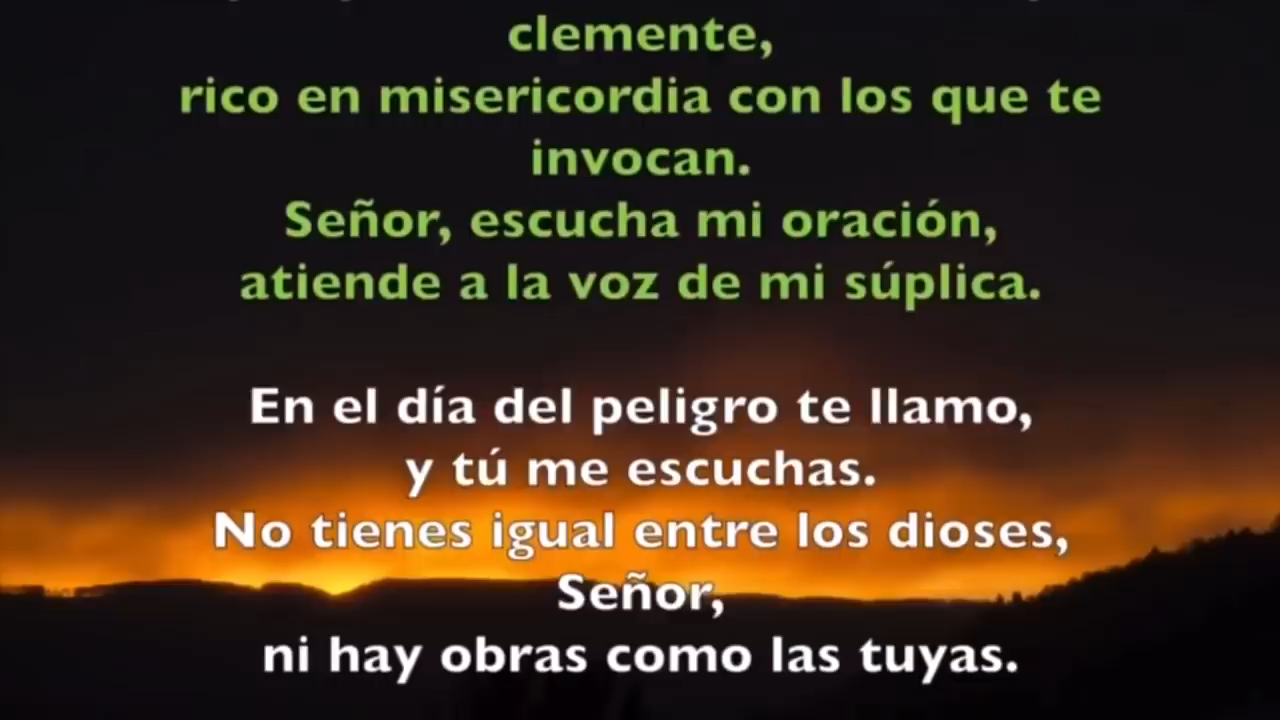 clemente,
rico en misericordia con los que te
invocan.
Señor, escucha mi oración,
atiende a la voz de mi súplica.
En el día del peligro te llamo,
y tú me escuchas.
No tienes igual entre los dioses,
Señor,
ni hay obras como las tuyas.